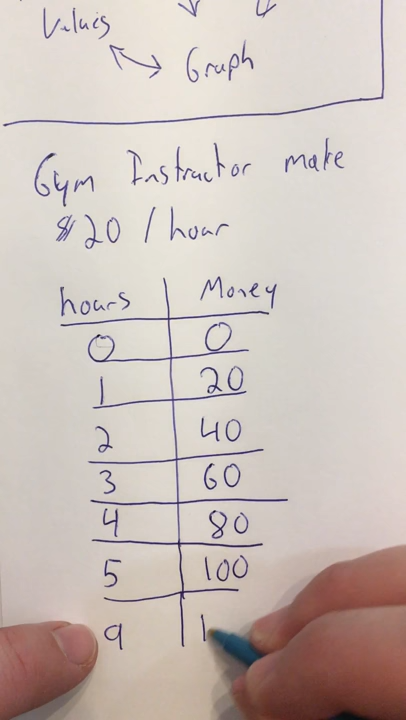 Values
Graph
Gym Instructor make
$20 / hour
hours Money
0 0
1 20
2 40
3 60
4 80
5 100
9 1